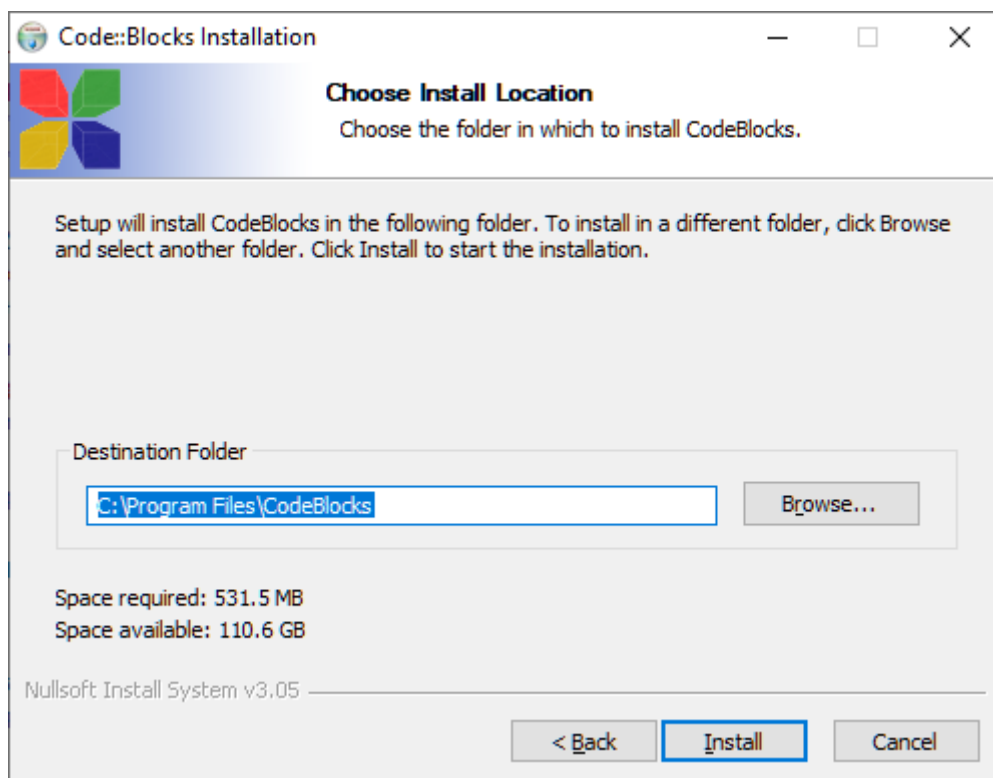 Code::Blocks Installation
Choose Install Location
Choose the folder in which to install CodeBlocks.
Setup will install CodeBlocks in the following folder. To install in a different folder, click Browse
and select another folder. Click Install to start the installation.
Destination Folder
C:\Program Files\CodeBlocks
Browse...
Space required: 531.5 MB
Space available: 110.6 GB
Nullsoft Install System v3.05
< Back
Install
Cancel